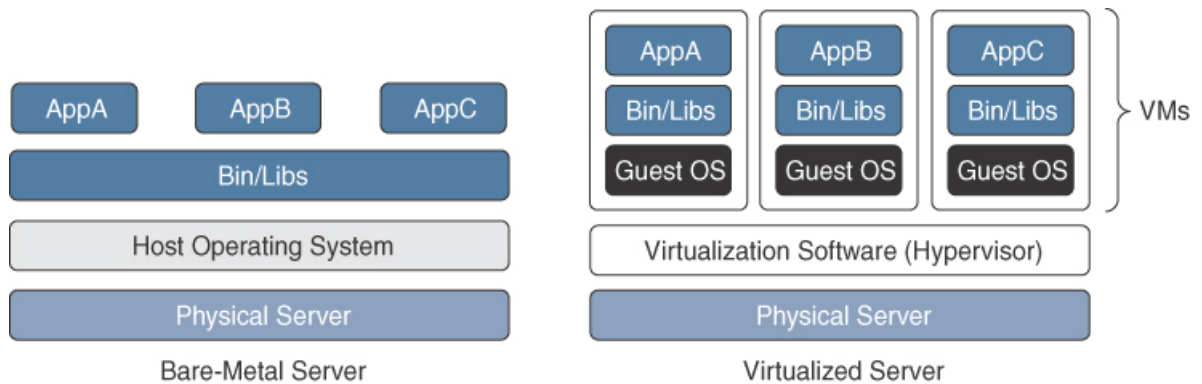 AppA AppB AppC
Bin/Libs
Host Operating System
Physical Server
Bare-Metal Server
AppA AppB AppC
Bin/Libs Bin/Libs Bin/Libs
Guest OS Guest OS Guest OS
VMs
Virtualization Software (Hypervisor)
Physical Server
Virtualized Server